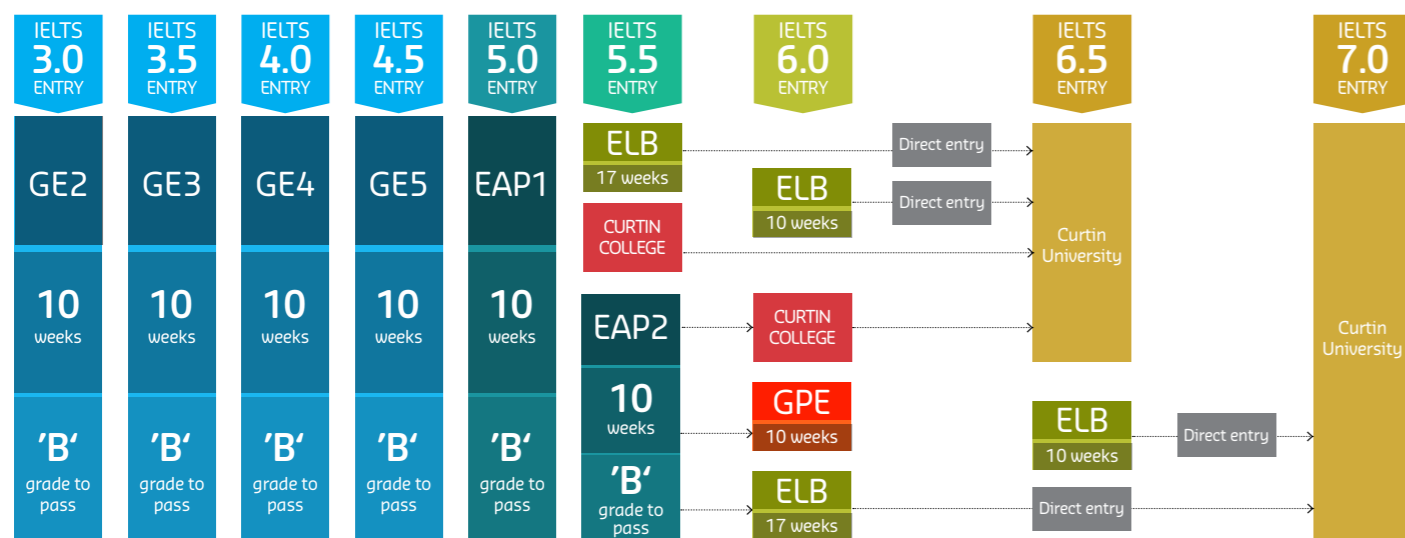 IELTS
3.0
ENTRY
IELTS
3.5
ENTRY
IELTS
4.0
ENTRY
IELTS
4.5
ENTRY
IELTS
5.0
ENTRY
IELTS
5.5
ENTRY
IELTS
6.0
ENTRY
IELTS
6.5
ENTRY
IELTS
7.0
ENTRY
GE2
10
weeks
’B‘
grade to
pass
GE3
10
weeks
’B‘
grade to
pass
GE4
10
weeks
’B‘
grade to
pass
GE5
10
weeks
’B‘
grade to
pass
EAP1
10
weeks
’B‘
grade to
pass
ELB
17 weeks
Direct entry
ELB
10 weeks
Direct entry
CURTIN
COLLEGE
Curtin
University
EAP2
10
weeks
’B‘
grade to
pass
CURTIN
COLLEGE
GPE
10 weeks
ELB
17 weeks
Direct entry
ELB
10 weeks
Direct entry
Curtin
University